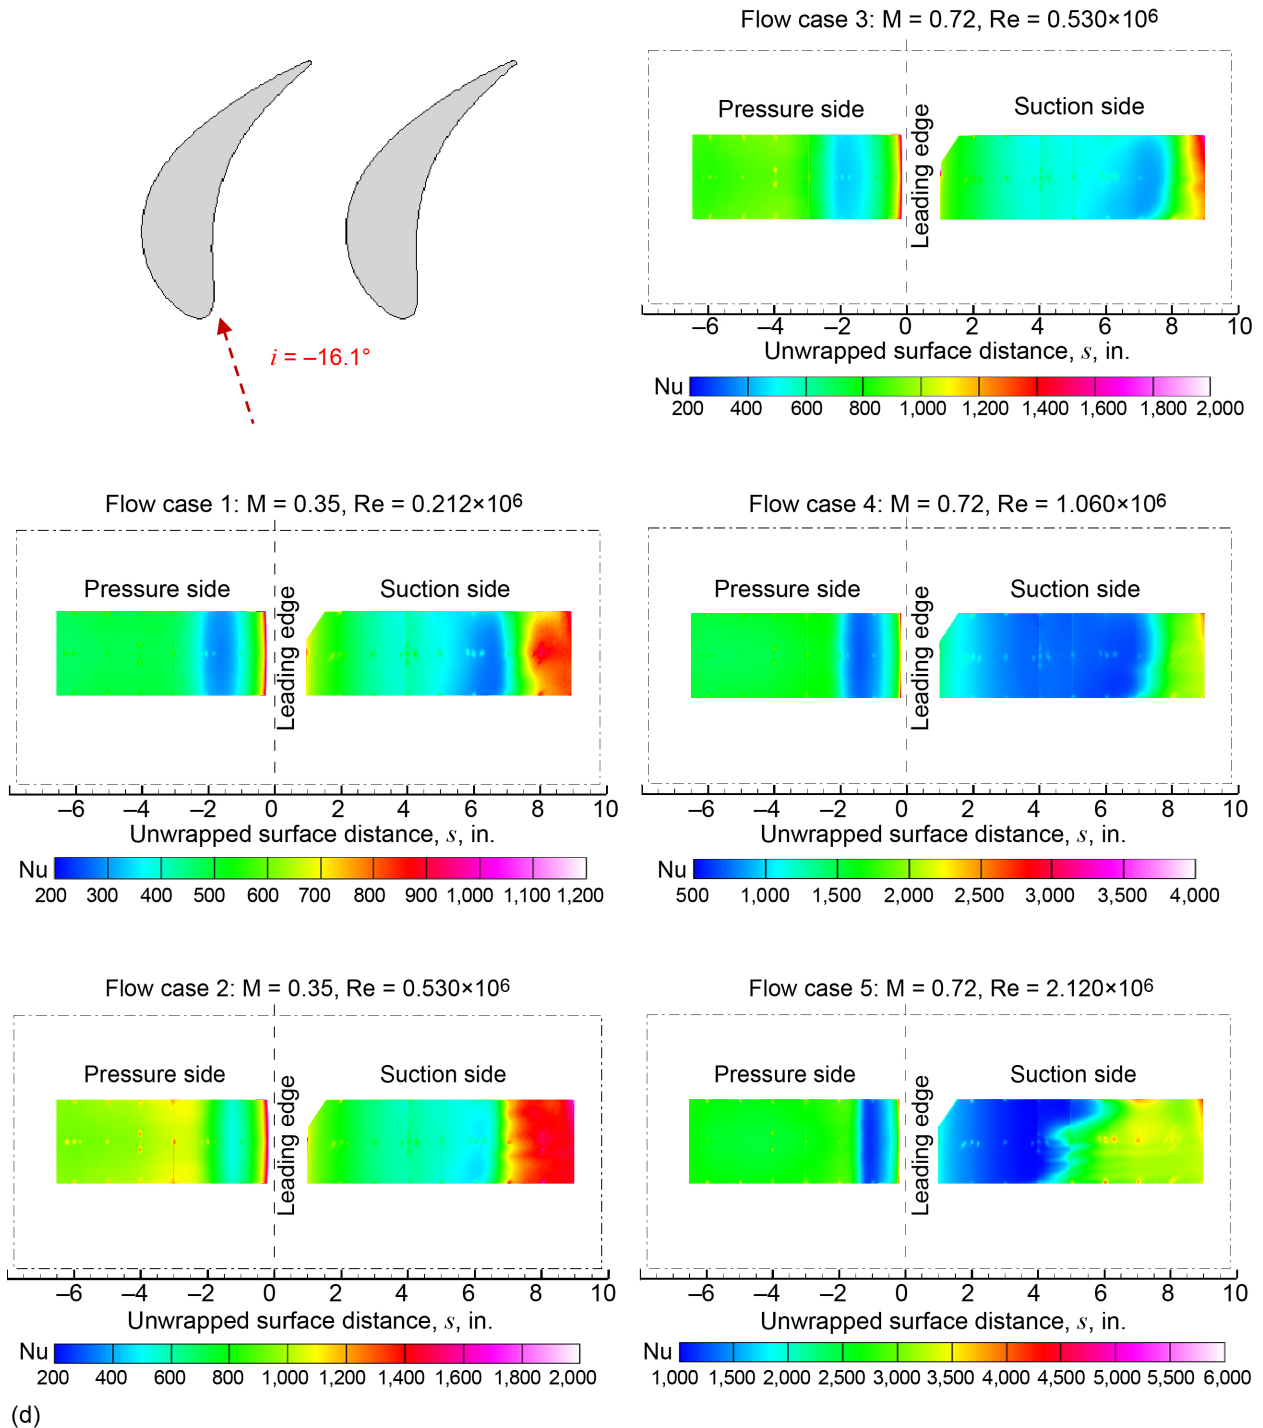 i = –16.1°
Flow case 3: M = 0.72, Re = 0.530×10⁶
Pressure side
Leading edge
Suction side
–6 –4 –2 0 2 4 6 8 10
Unwrapped surface distance, s, in.
Nu
200 400 600 800 1,000 1,200 1,400 1,600 1,800 2,000
Flow case 1: M = 0.35, Re = 0.212×10⁶
Pressure side
Leading edge
Suction side
–6 –4 –2 0 2 4 6 8 10
Unwrapped surface distance, s, in.
Nu
200 300 400 500 600 700 800 900 1,000 1,100 1,200
Flow case 4: M = 0.72, Re = 1.060×10⁶
Pressure side
Leading edge
Suction side
–6 –4 –2 0 2 4 6 8 10
Unwrapped surface distance, s, in.
Nu
500 1,000 1,500 2,000 2,500 3,000 3,500 4,000
Flow case 2: M = 0.35, Re = 0.530×10⁶
Pressure side
Leading edge
Suction side
–6 –4 –2 0 2 4 6 8 10
Unwrapped surface distance, s, in.
Nu
200 400 600 800 1,000 1,200 1,400 1,600 1,800 2,000
Flow case 5: M = 0.72, Re = 2.120×10⁶
Pressure side
Leading edge
Suction side
–6 –4 –2 0 2 4 6 8 10
Unwrapped surface distance, s, in.
Nu
1,000 1,500 2,000 2,500 3,000 3,500 4,000 4,500 5,000 5,500 6,000
(d)